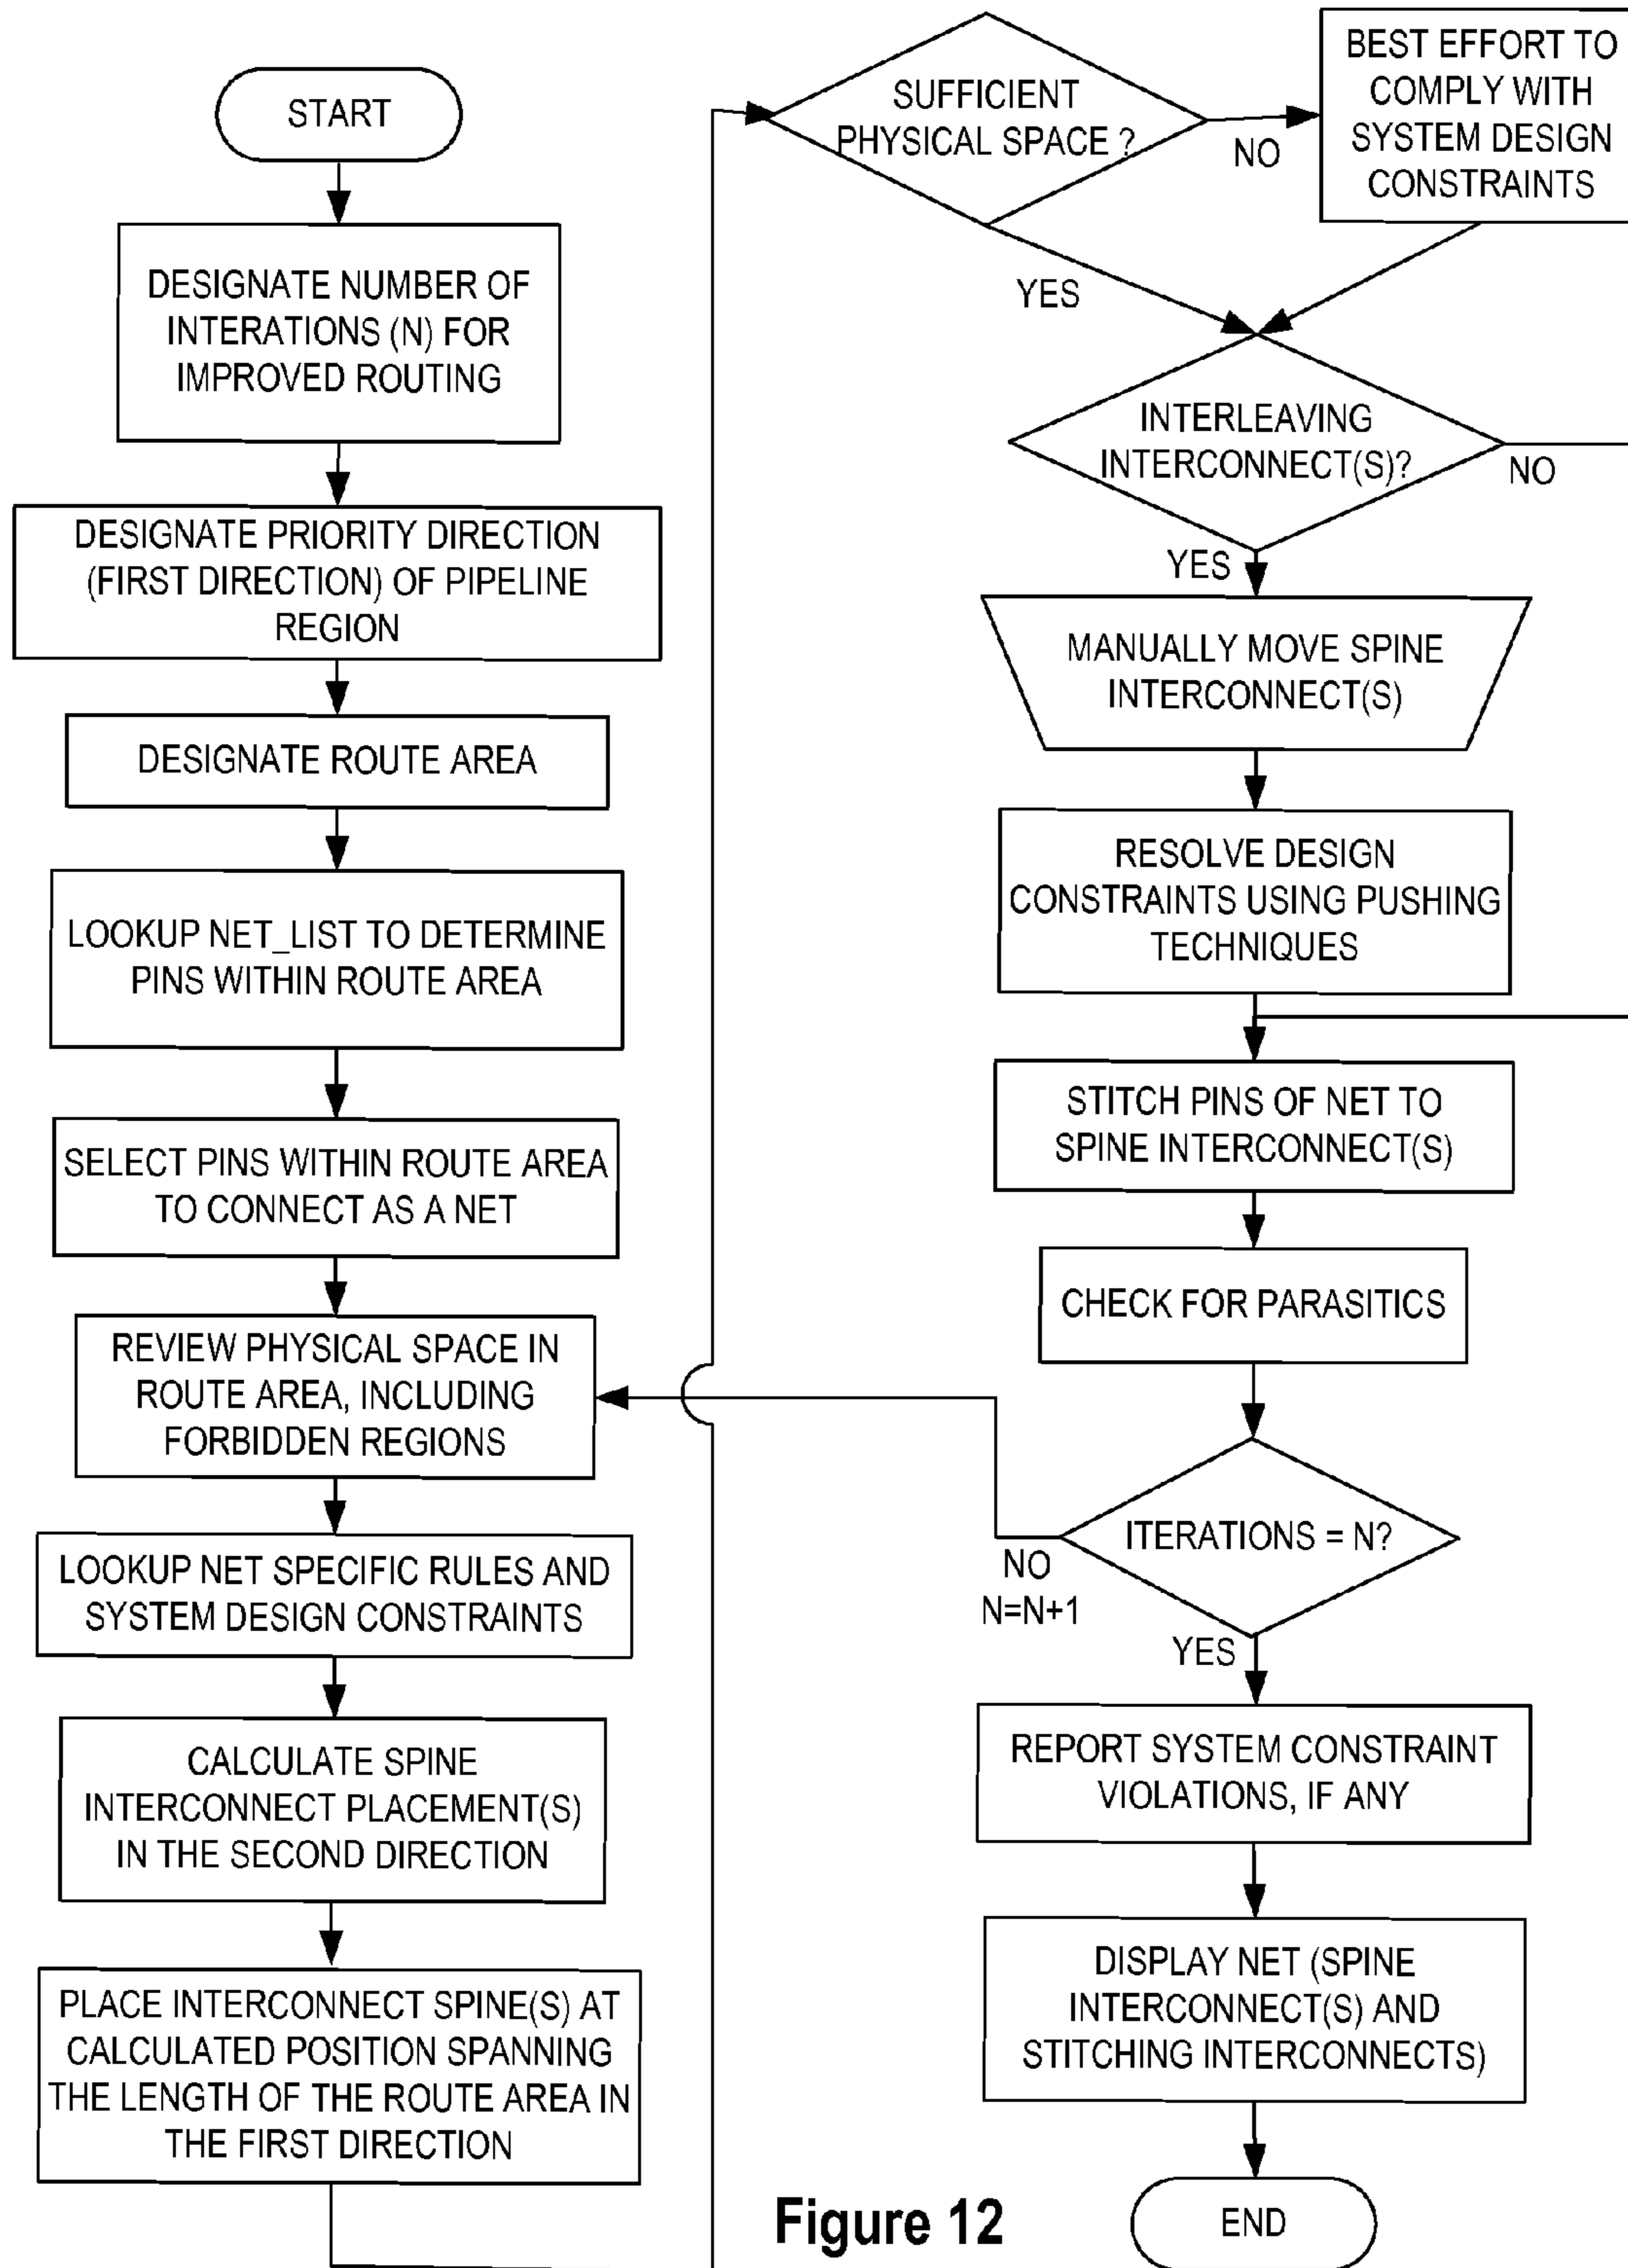 START
DESIGNATE NUMBER OF
INTERATIONS (N) FOR
IMPROVED ROUTING
DESIGNATE PRIORITY DIRECTION
(FIRST DIRECTION) OF PIPELINE
REGION
DESIGNATE ROUTE AREA
LOOKUP NET_LIST TO DETERMINE
PINS WITHIN ROUTE AREA
SELECT PINS WITHIN ROUTE AREA
TO CONNECT AS A NET
REVIEW PHYSICAL SPACE IN
ROUTE AREA, INCLUDING
FORBIDDEN REGIONS
LOOKUP NET SPECIFIC RULES AND
SYSTEM DESIGN CONSTRAINTS
CALCULATE SPINE
INTERCONNECT PLACEMENT(S)
IN THE SECOND DIRECTION
PLACE INTERCONNECT SPINE(S) AT
CALCULATED POSITION SPANNING
THE LENGTH OF THE ROUTE AREA IN
THE FIRST DIRECTION
SUFFICIENT
PHYSICAL SPACE ?
NO
BEST EFFORT TO
COMPLY WITH
SYSTEM DESIGN
CONSTRAINTS
YES
INTERLEAVING
INTERCONNECT(S)?
NO
YES
MANUALLY MOVE SPINE
INTERCONNECT(S)
RESOLVE DESIGN
CONSTRAINTS USING PUSHING
TECHNIQUES
STITCH PINS OF NET TO
SPINE INTERCONNECT(S)
CHECK FOR PARASITICS
ITERATIONS = N?
NO
N=N+1
YES
REPORT SYSTEM CONSTRAINT
VIOLATIONS, IF ANY
DISPLAY NET (SPINE
INTERCONNECT(S) AND
STITCHING INTERCONNECTS)
END
Figure 12